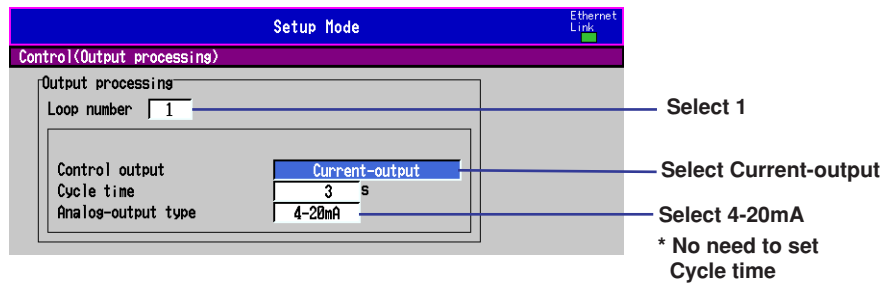 Setup Mode
Ethernet
Link
Control(Output processing)
Output processing
Loop number 1
Select 1
Control output Current-output
Select Current-output
Cycle time 3 s
Analog-output type 4-20mA
Select 4-20mA
* No need to set
Cycle time